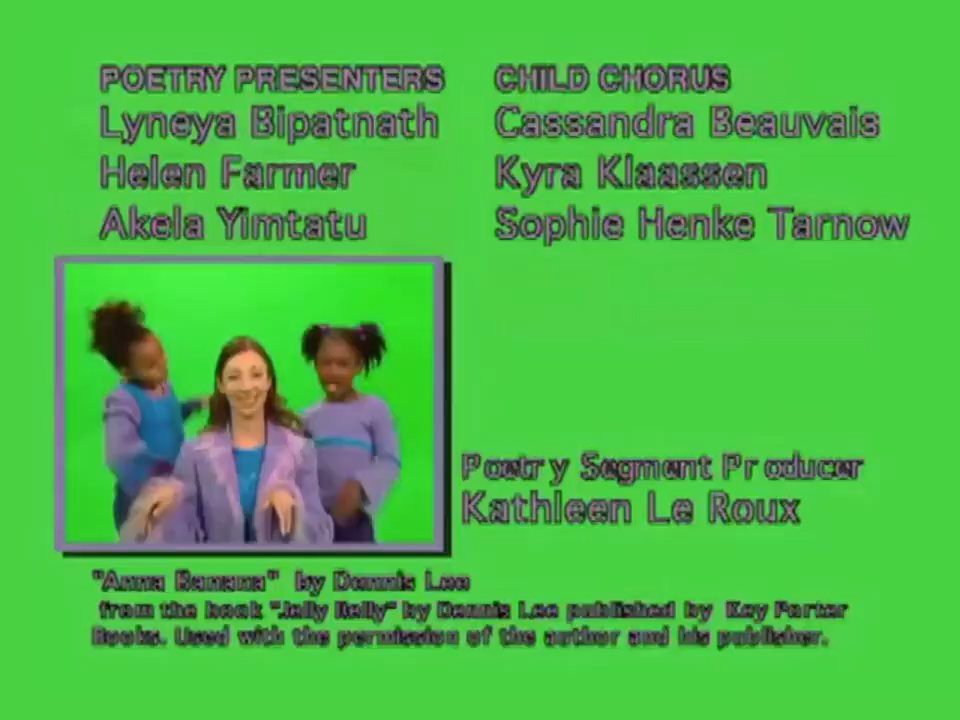 POETRY PRESENTERS
Lyneya Bipatnath
Helen Farmer
Akela Yimtatu
CHILD CHORUS
Cassandra Beauvais
Kyra Klaassen
Sophie Henke Tarnow
Poetry Segment Producer
Kathleen Le Roux
"Anna Banana" by Dennis Lee
from the book "Jelly Belly" by Dennis Lee published by Key Porter
Books. Used with the permission of the author and his publisher.